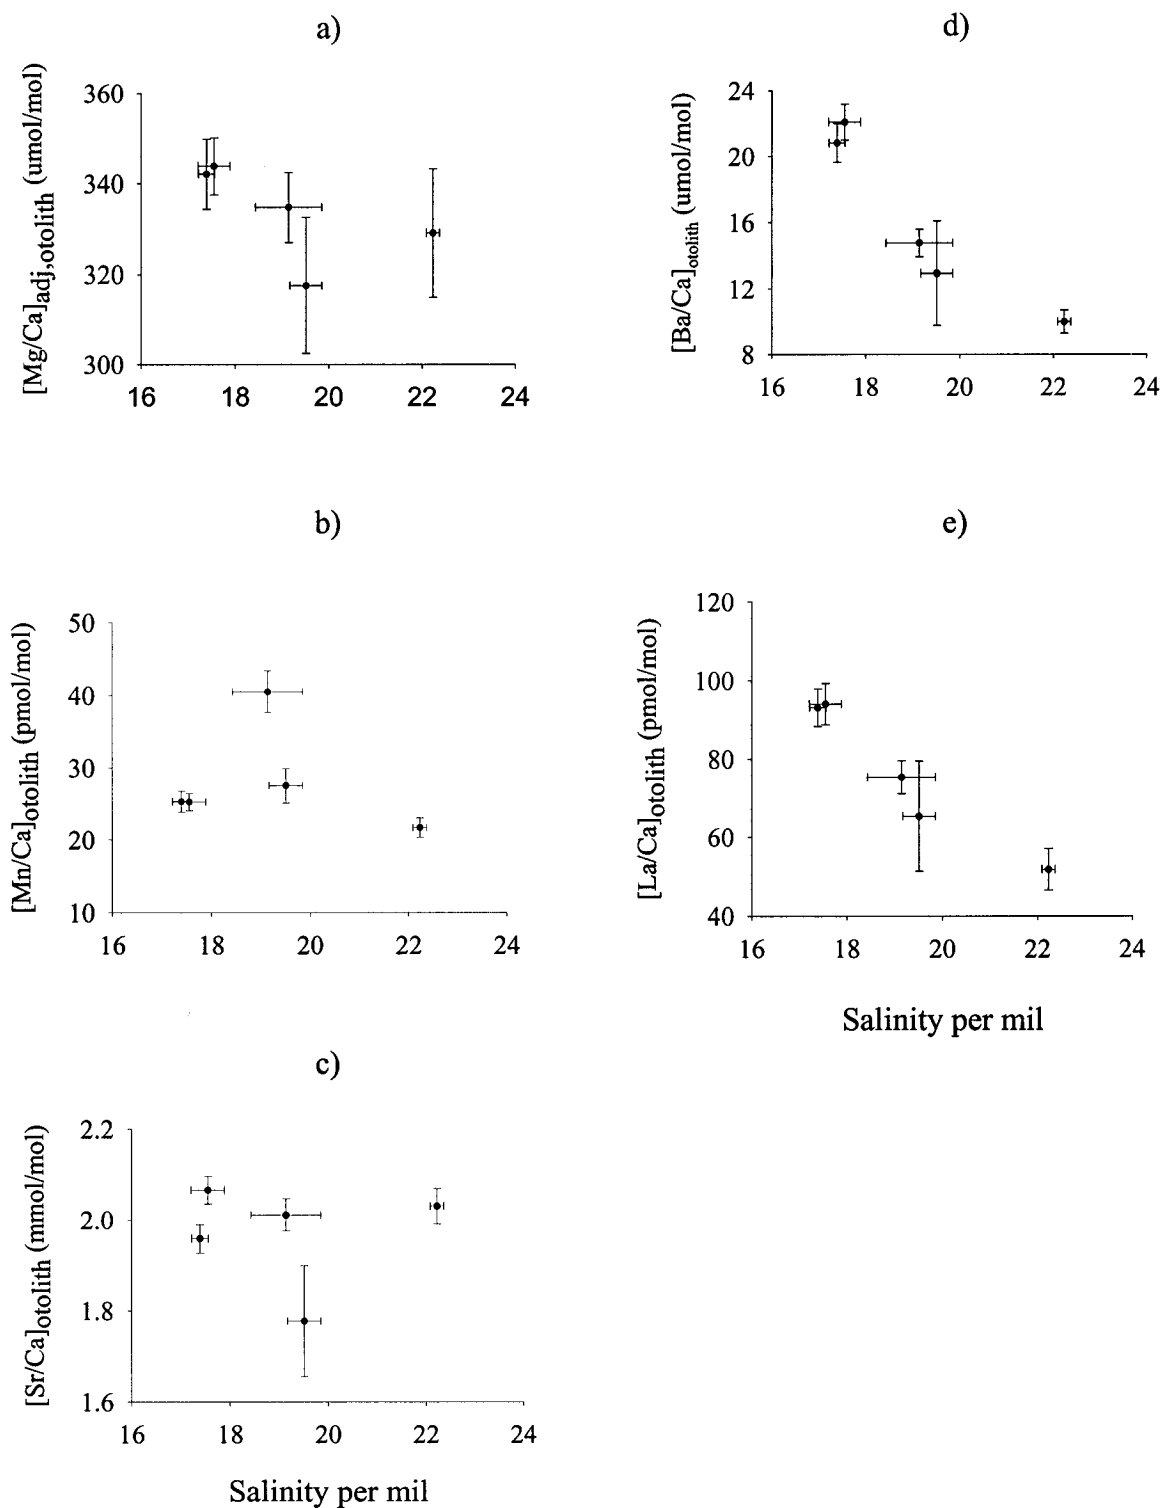 a)
[Mg/Ca]adj,otolith (umol/mol)
360
340
320
300
16 18 20 22 24
b)
[Mn/Ca]otolith (pmol/mol)
50
40
30
20
10
16 18 20 22 24
c)
[Sr/Ca]otolith (mmol/mol)
2.2
2.0
1.8
1.6
16 18 20 22 24
Salinity per mil
d)
[Ba/Ca]otolith (umol/mol)
24
20
16
12
8
16 18 20 22 24
e)
[La/Ca]otolith (pmol/mol)
120
100
80
60
40
16 18 20 22 24
Salinity per mil